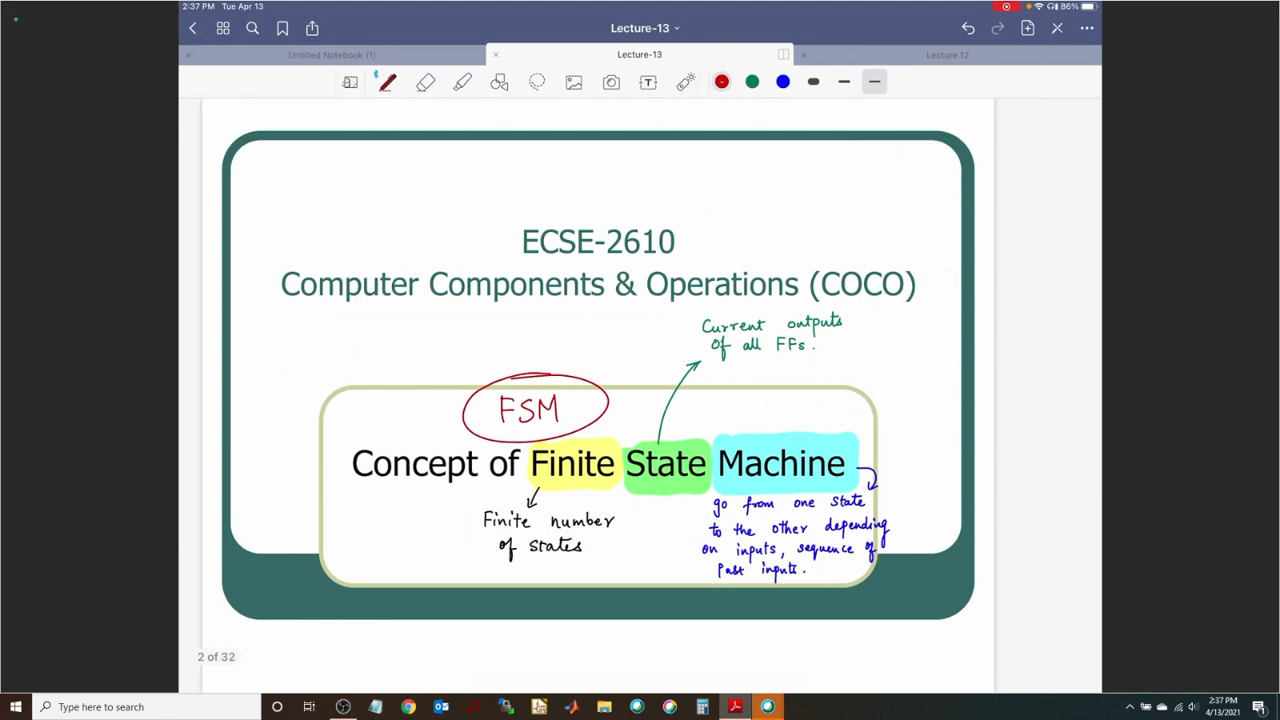 2:37 PM Tue Apr 13
86%
Lecture-13
Untitled Notebook (1)
Lecture-13
Lecture 12
ECSE-2610
Computer Components & Operations (COCO)
Current outputs
of all FFs.
FSM
Concept of Finite State Machine
Finite number
of states
go from one state
to the other depending
on inputs, sequence of
past inputs.
2 of 32
Type here to search
2:37 PM
4/13/2021